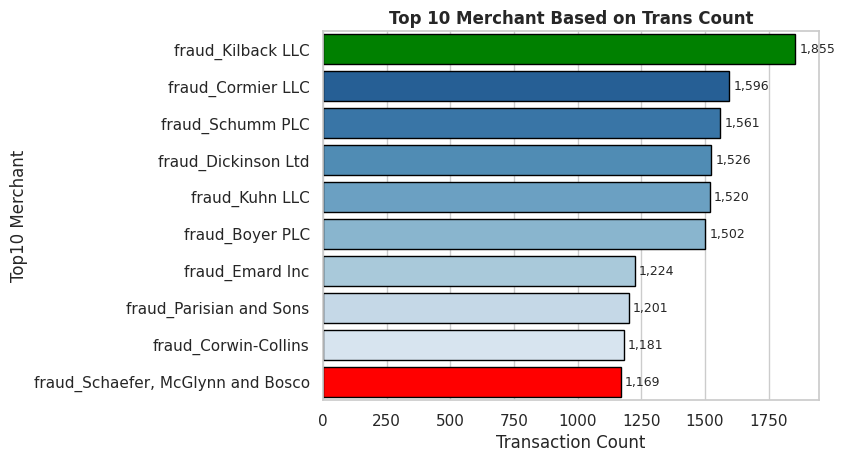 Top 10 Merchant Based on Trans Count
Top10 Merchant
fraud_Kilback LLC 1,855
fraud_Cormier LLC 1,596
fraud_Schumm PLC 1,561
fraud_Dickinson Ltd 1,526
fraud_Kuhn LLC 1,520
fraud_Boyer PLC 1,502
fraud_Emard Inc 1,224
fraud_Parisian and Sons 1,201
fraud_Corwin-Collins 1,181
fraud_Schaefer, McGlynn and Bosco 1,169
0 250 500 750 1000 1250 1500 1750
Transaction Count